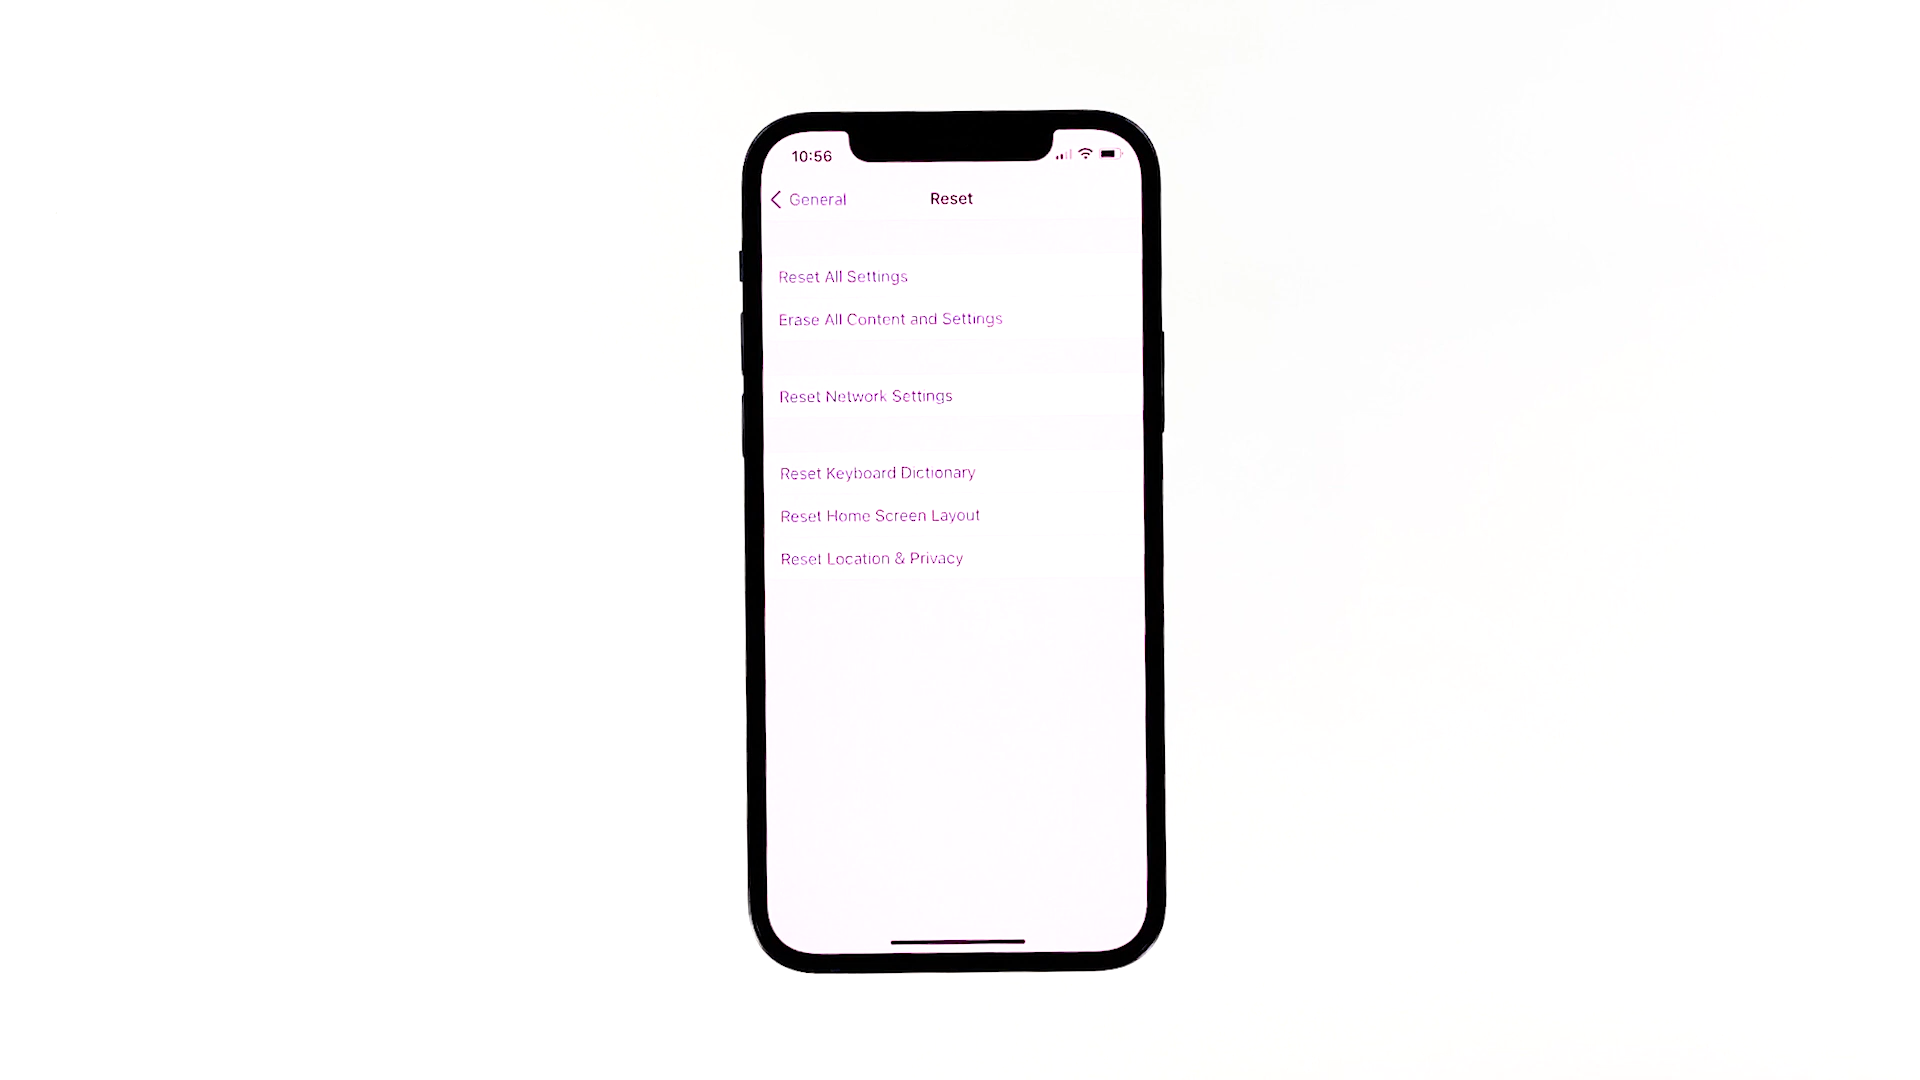 10:56
General
Reset
Reset All Settings
Erase All Content and Settings
Reset Network Settings
Reset Keyboard Dictionary
Reset Home Screen Layout
Reset Location & Privacy